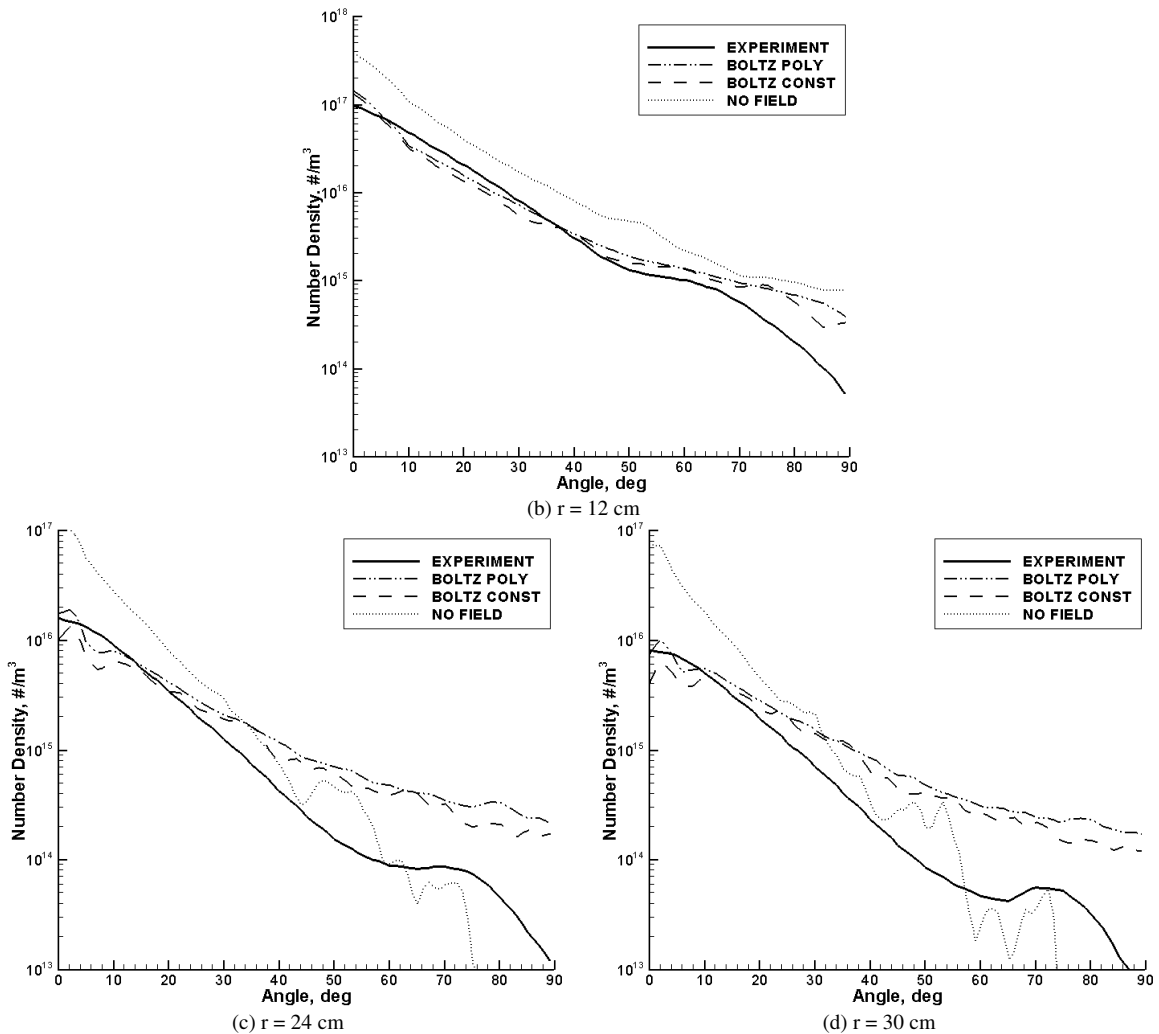 10^18
10^17
10^16
10^15
10^14
10^13
Number Density, #/m^3
EXPERIMENT
BOLTZ POLY
BOLTZ CONST
NO FIELD
0 10 20 30 40 50 60 70 80 90
Angle, deg
(b) r = 12 cm
10^17
10^16
10^15
10^14
10^13
Number Density, #/m^3
EXPERIMENT
BOLTZ POLY
BOLTZ CONST
NO FIELD
0 10 20 30 40 50 60 70 80 90
Angle, deg
(c) r = 24 cm
10^17
10^16
10^15
10^14
10^13
Number Density, #/m^3
EXPERIMENT
BOLTZ POLY
BOLTZ CONST
NO FIELD
0 10 20 30 40 50 60 70 80 90
Angle, deg
(d) r = 30 cm